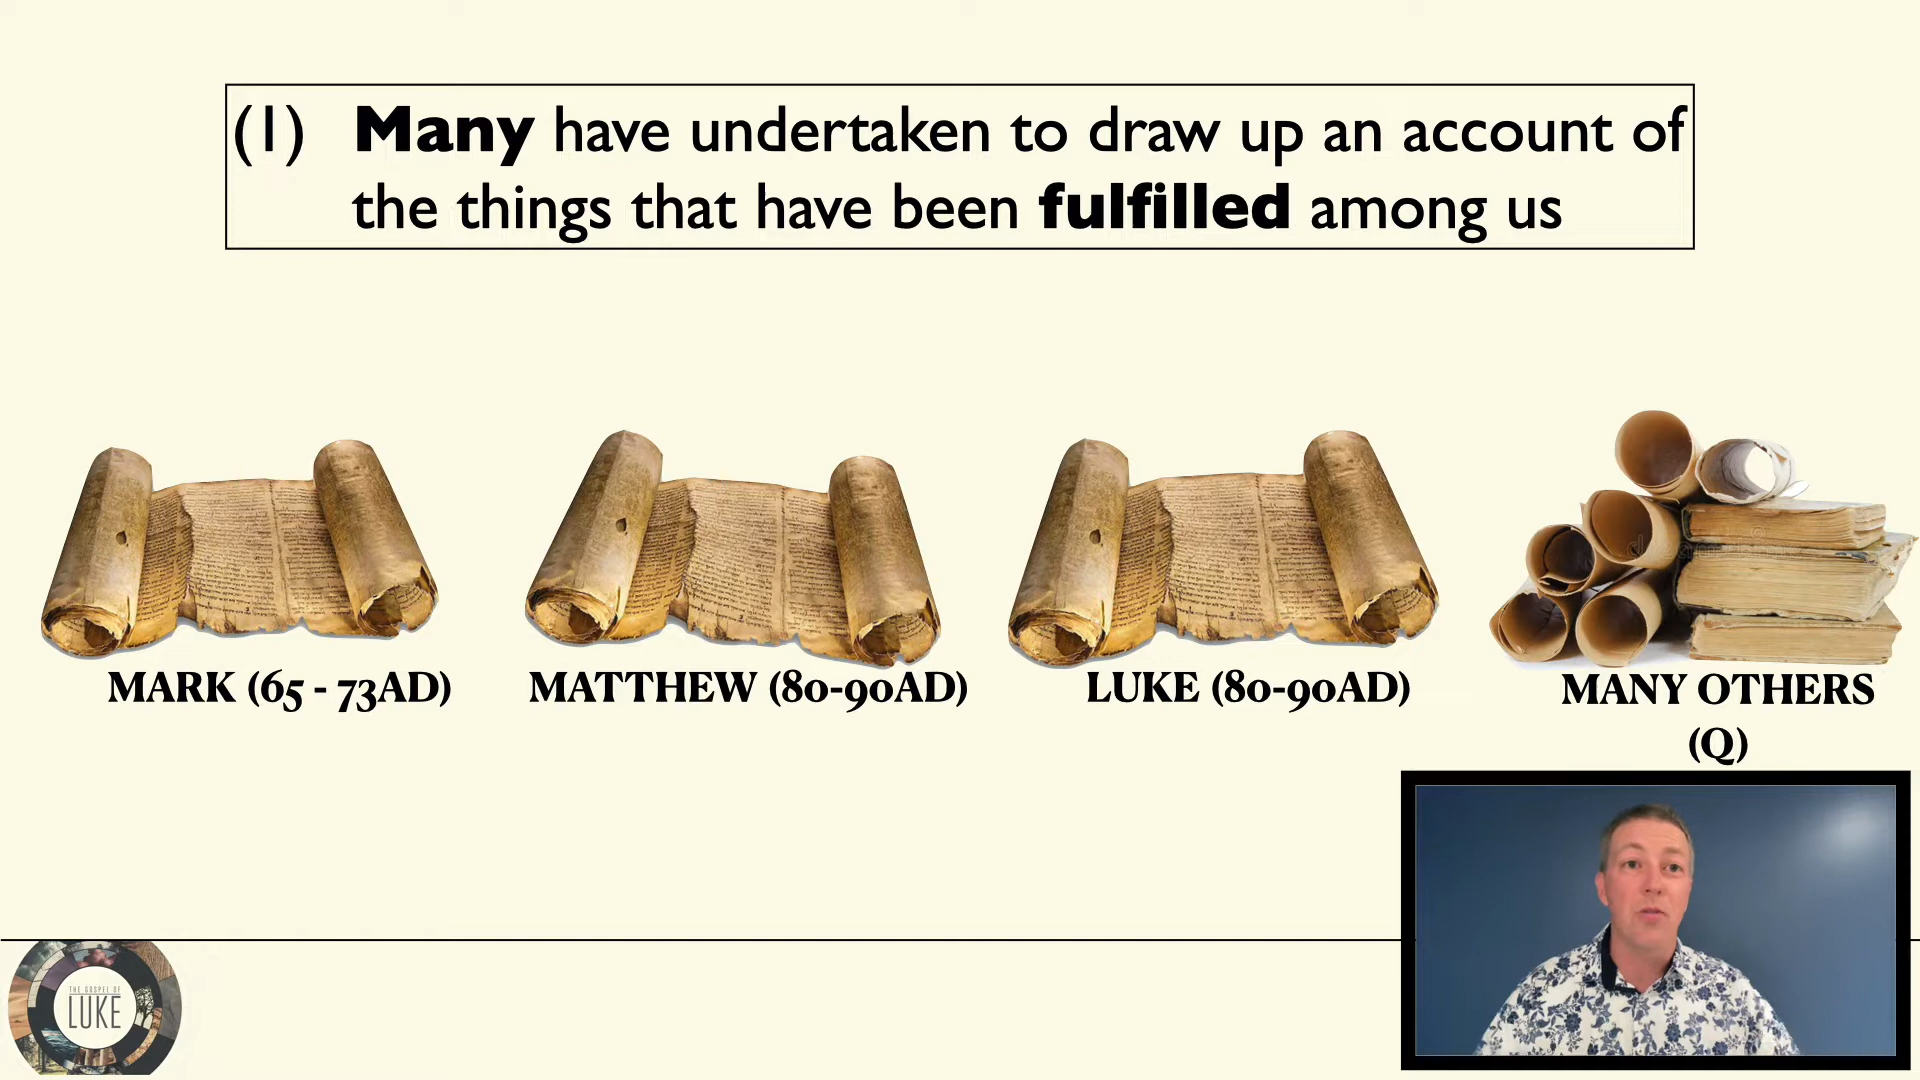 (1) Many have undertaken to draw up an account of
the things that have been fulfilled among us
MARK (65 - 73AD)
MATTHEW (80-90AD)
LUKE (80-90AD)
MANY OTHERS
(Q)
THE GOSPEL OF
LUKE